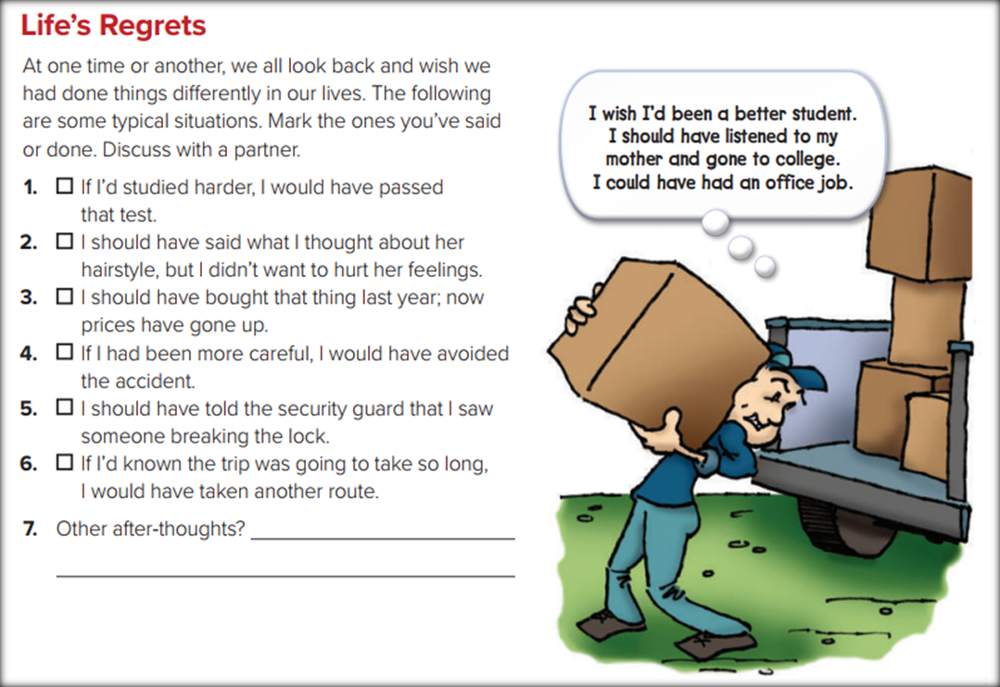 Life's Regrets
At one time or another, we all look back and wish we
had done things differently in our lives. The following
are some typical situations. Mark the ones you've said
or done. Discuss with a partner.
1. ☐ If I'd studied harder, I would have passed
that test.
2. ☐ I should have said what I thought about her
hairstyle, but I didn't want to hurt her feelings.
3. ☐ I should have bought that thing last year; now
prices have gone up.
4. ☐ If I had been more careful, I would have avoided
the accident.
5. ☐ I should have told the security guard that I saw
someone breaking the lock.
6. ☐ If I'd known the trip was going to take so long,
I would have taken another route.
7. Other after-thoughts? ____________________
____________________
I wish I'd been a better student.
I should have listened to my
mother and gone to college.
I could have had an office job.